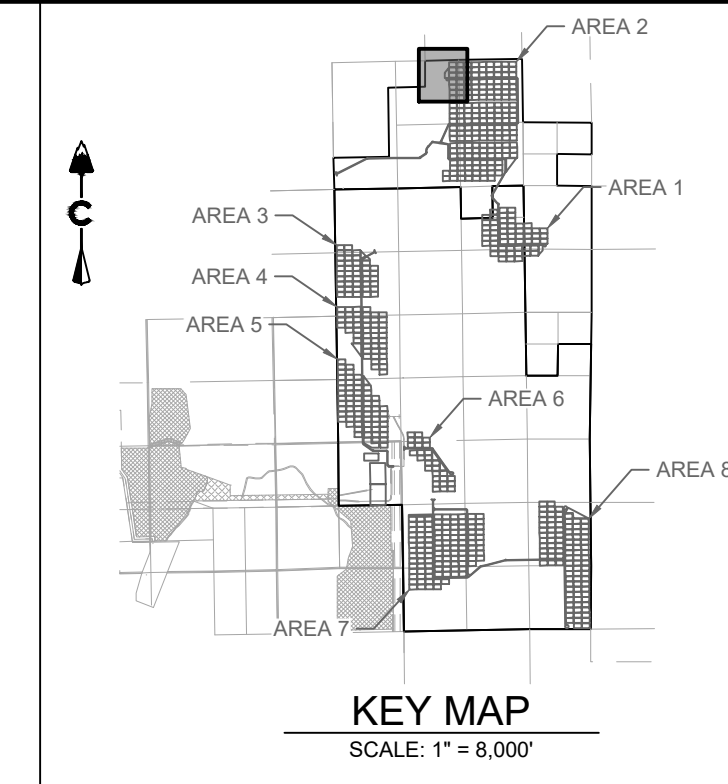 AREA 2
AREA 1
AREA 3
AREA 4
AREA 5
AREA 6
AREA 8
AREA 7
C
KEY MAP
SCALE: 1" = 8,000'